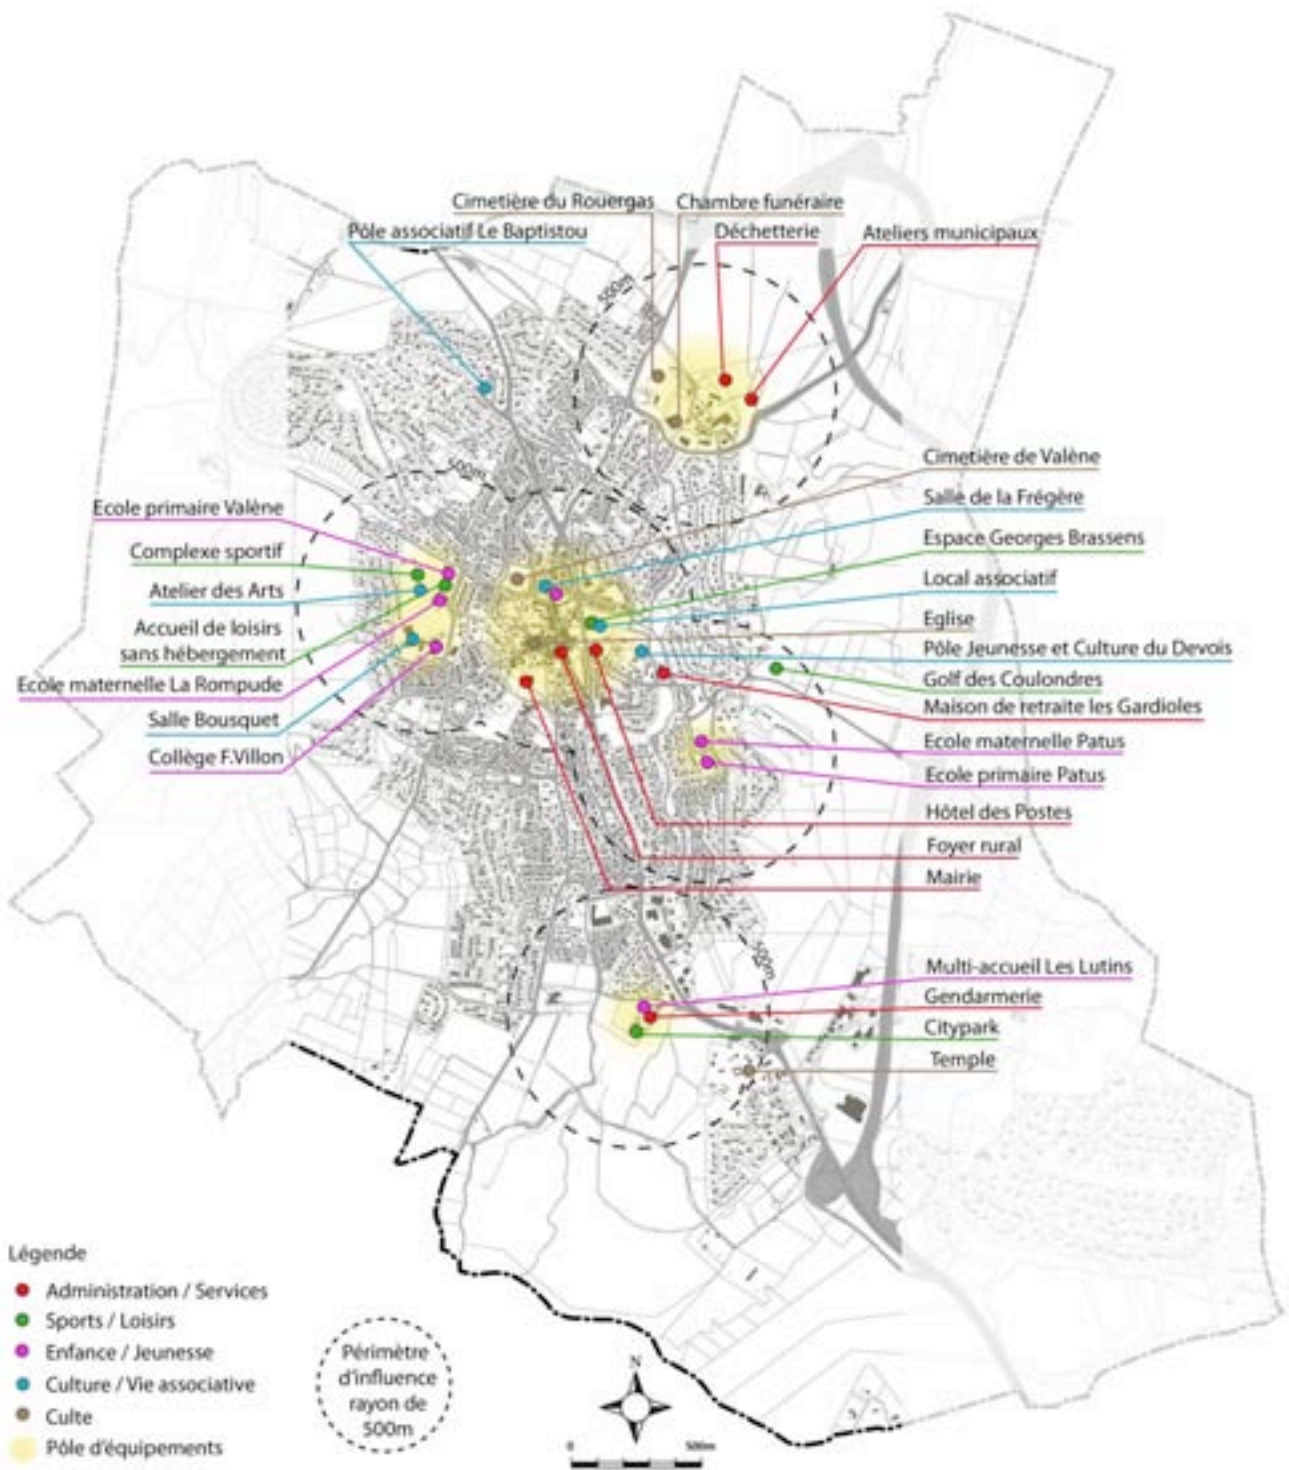 Cimetière du Rouergas
Chambre funéraire
Pôle associatif Le Baptistou
Déchetterie
Ateliers municipaux
500m
Cimetière de Valène
500m
Salle de la Frégère
Ecole primaire Valène
Espace Georges Brassens
Complexe sportif
Local associatif
Atelier des Arts
Eglise
Accueil de loisirs
sans hébergement
Pôle Jeunesse et Culture du Devois
Golf des Coulondres
Ecole maternelle La Rompude
Maison de retraite les Gardioles
Salle Bousquet
Ecole maternelle Patus
Collège F.Villon
Ecole primaire Patus
Hôtel des Postes
Foyer rural
Mairie
500m
Multi-accueil Les Lutins
Gendarmerie
Citypark
Temple
Légende
Administration / Services
Sports / Loisirs
Enfance / Jeunesse
Culture / Vie associative
Culte
Pôle d'équipements
Périmètre
d'influence
rayon de
500m
N
0 500m